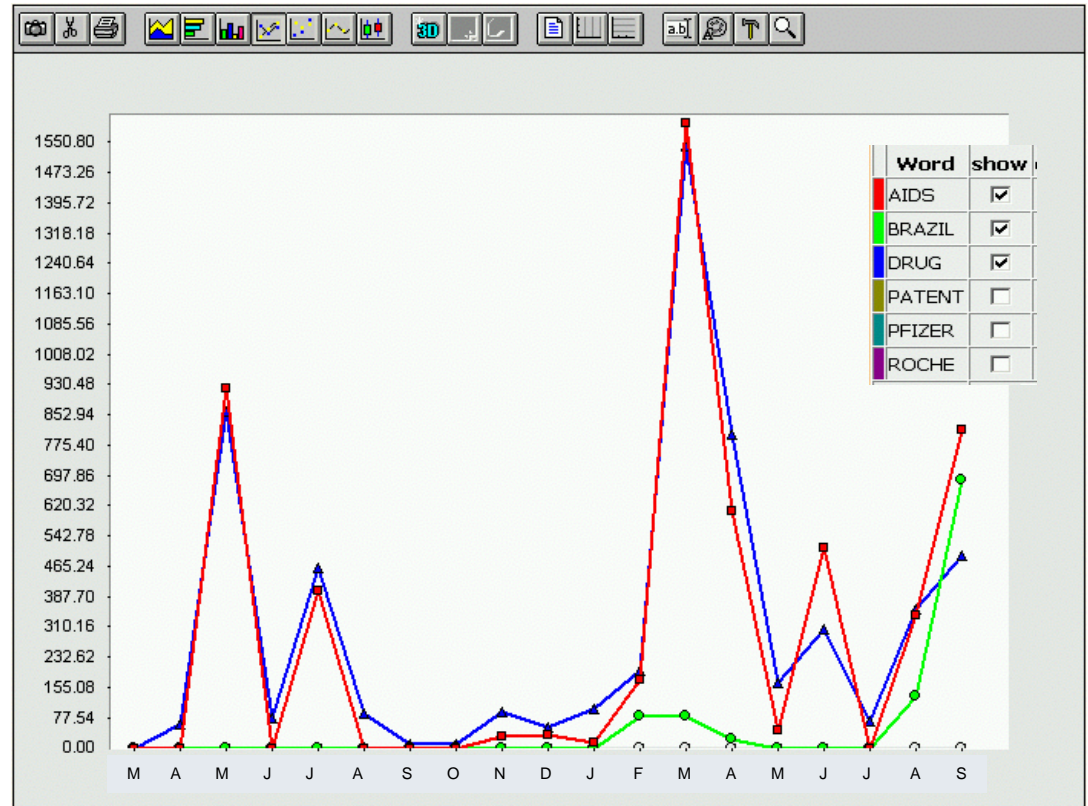 3D
a.b
1550.80
1473.26
1395.72
1318.18
1240.64
1163.10
1085.56
1008.02
930.48
852.94
775.40
697.86
620.32
542.78
465.24
387.70
310.16
232.62
155.08
77.54
0.00
Word show
AIDS
BRAZIL
DRUG
PATENT
PFIZER
ROCHE
M A M J J A S O N D J F M A M J J A S